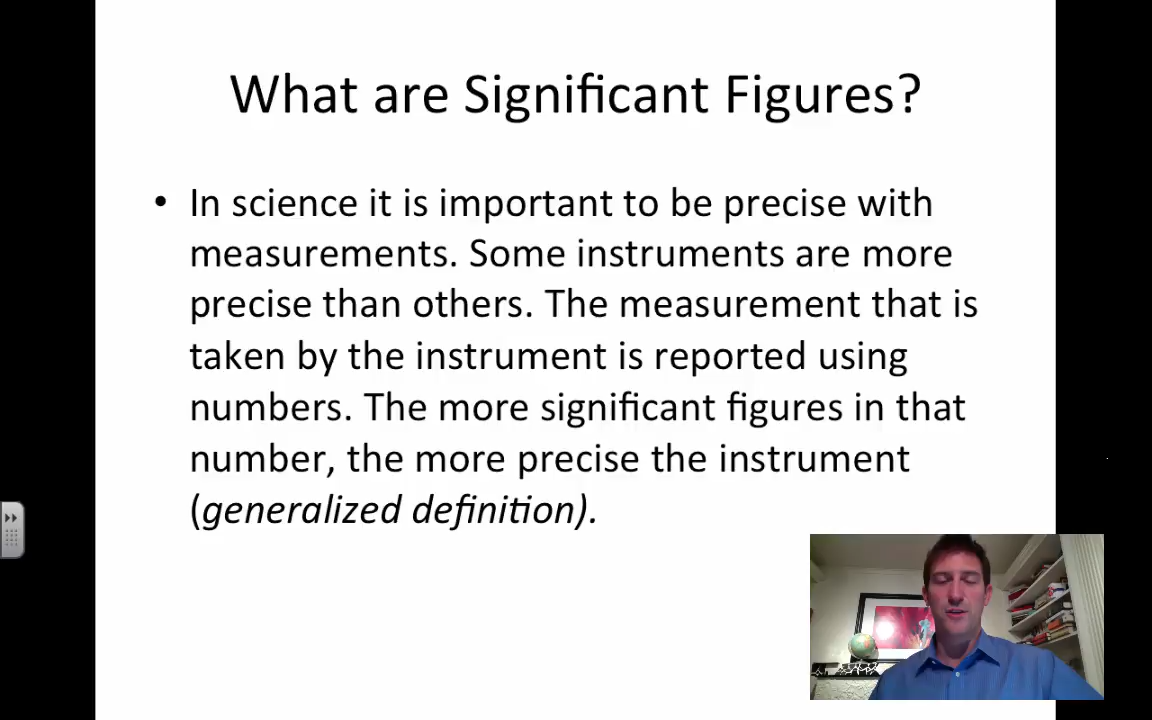 What are Significant Figures?
• In science it is important to be precise with
measurements. Some instruments are more
precise than others. The measurement that is
taken by the instrument is reported using
numbers. The more significant figures in that
number, the more precise the instrument
(generalized definition).